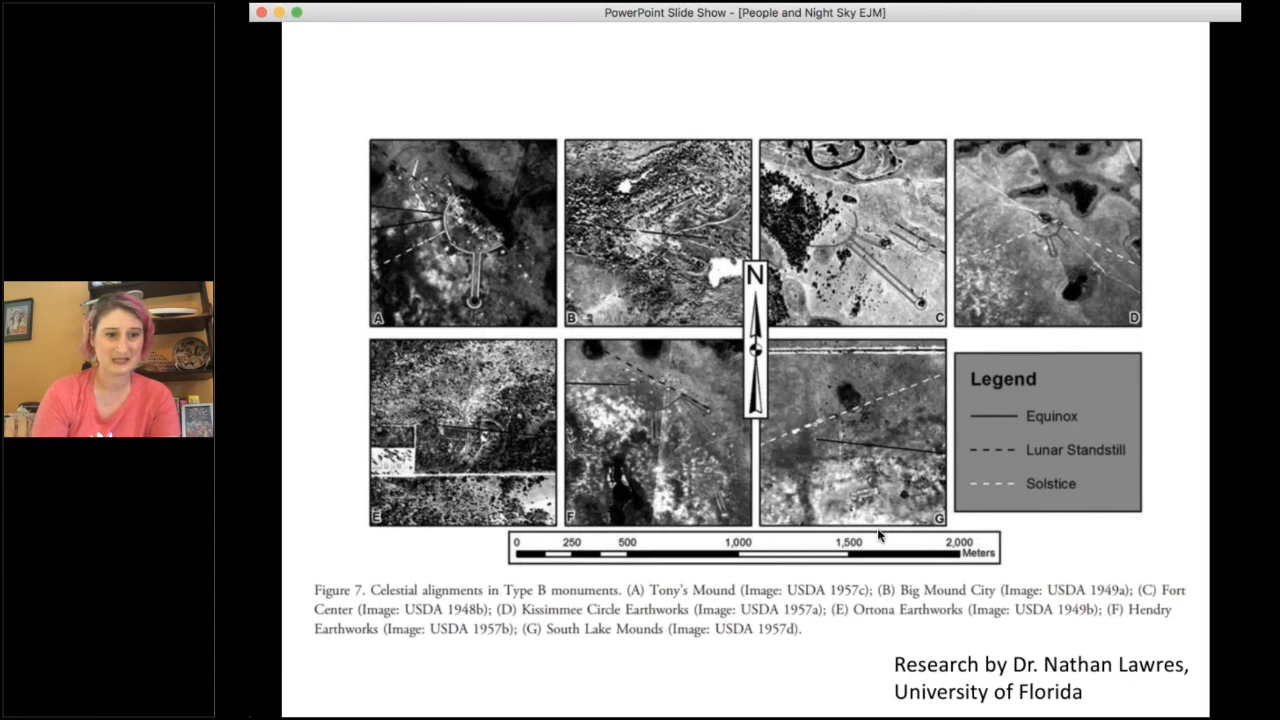 PowerPoint Slide Show - [People and Night Sky EJM]
A
B
C
D
N
E
F
G
Legend
Equinox
Lunar Standstill
Solstice
0 250 500 1,000 1,500 2,000
Meters
Figure 7. Celestial alignments in Type B monuments. (A) Tony's Mound (Image: USDA 1957c); (B) Big Mound City (Image: USDA 1949a); (C) Fort
Center (Image: USDA 1948b); (D) Kissimmee Circle Earthworks (Image: USDA 1957a); (E) Ortona Earthworks (Image: USDA 1949b); (F) Hendry
Earthworks (Image: USDA 1957b); (G) South Lake Mounds (Image: USDA 1957d).
Research by Dr. Nathan Lawres,
University of Florida